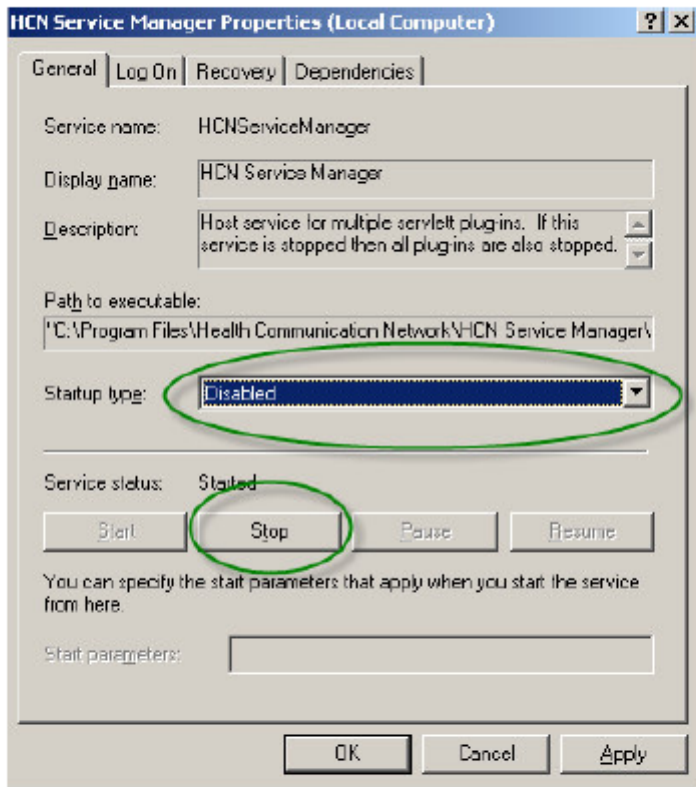 HCN Service Manager Properties (Local Computer)
General Log On Recovery Dependencies
Service name: HCNServiceManager
Display name: HCN Service Manager
Description: Host service for multiple servlett plug-ins. If this
service is stopped then all plug-ins are also stopped.
Path to executable:
"C:\Program Files\Health Communication Network\HCN Service Manager\
Startup type: Disabled
Service status: Started
Start Stop Pause Resume
You can specify the start parameters that apply when you start the service
from here.
Start parameters:
OK Cancel Apply